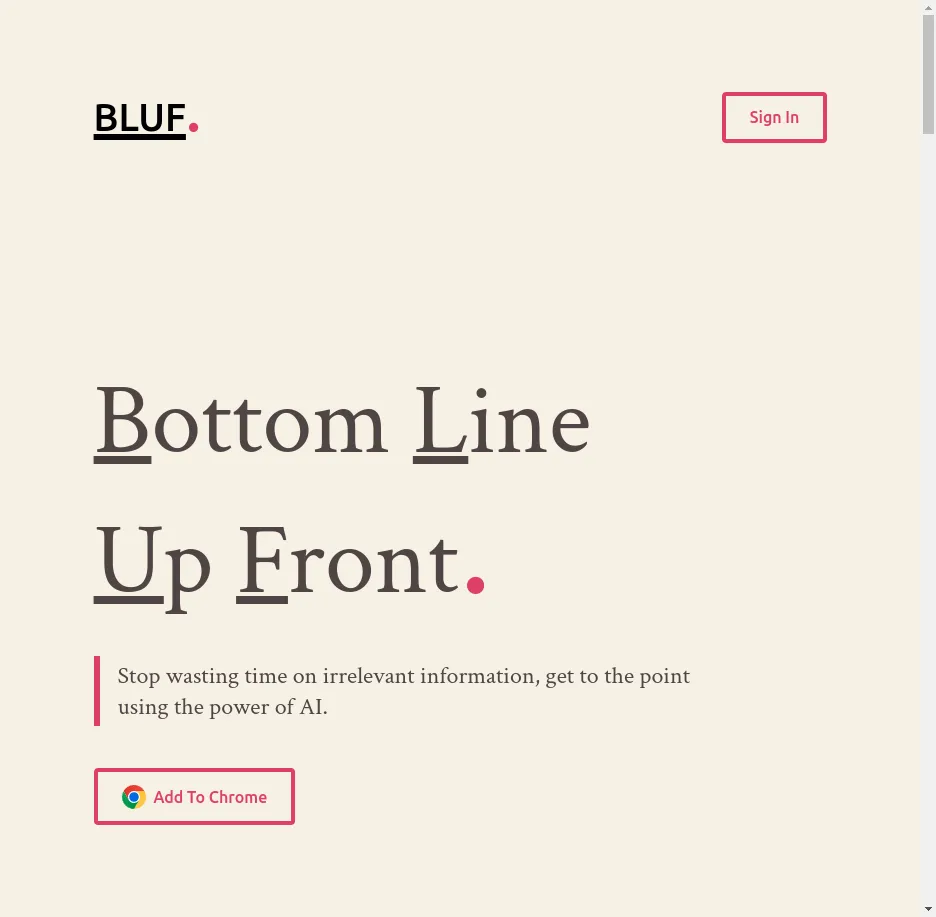 BLUF.
Sign In
Bottom Line
Up Front.
Stop wasting time on irrelevant information, get to the point
using the power of AI.
Add To Chrome